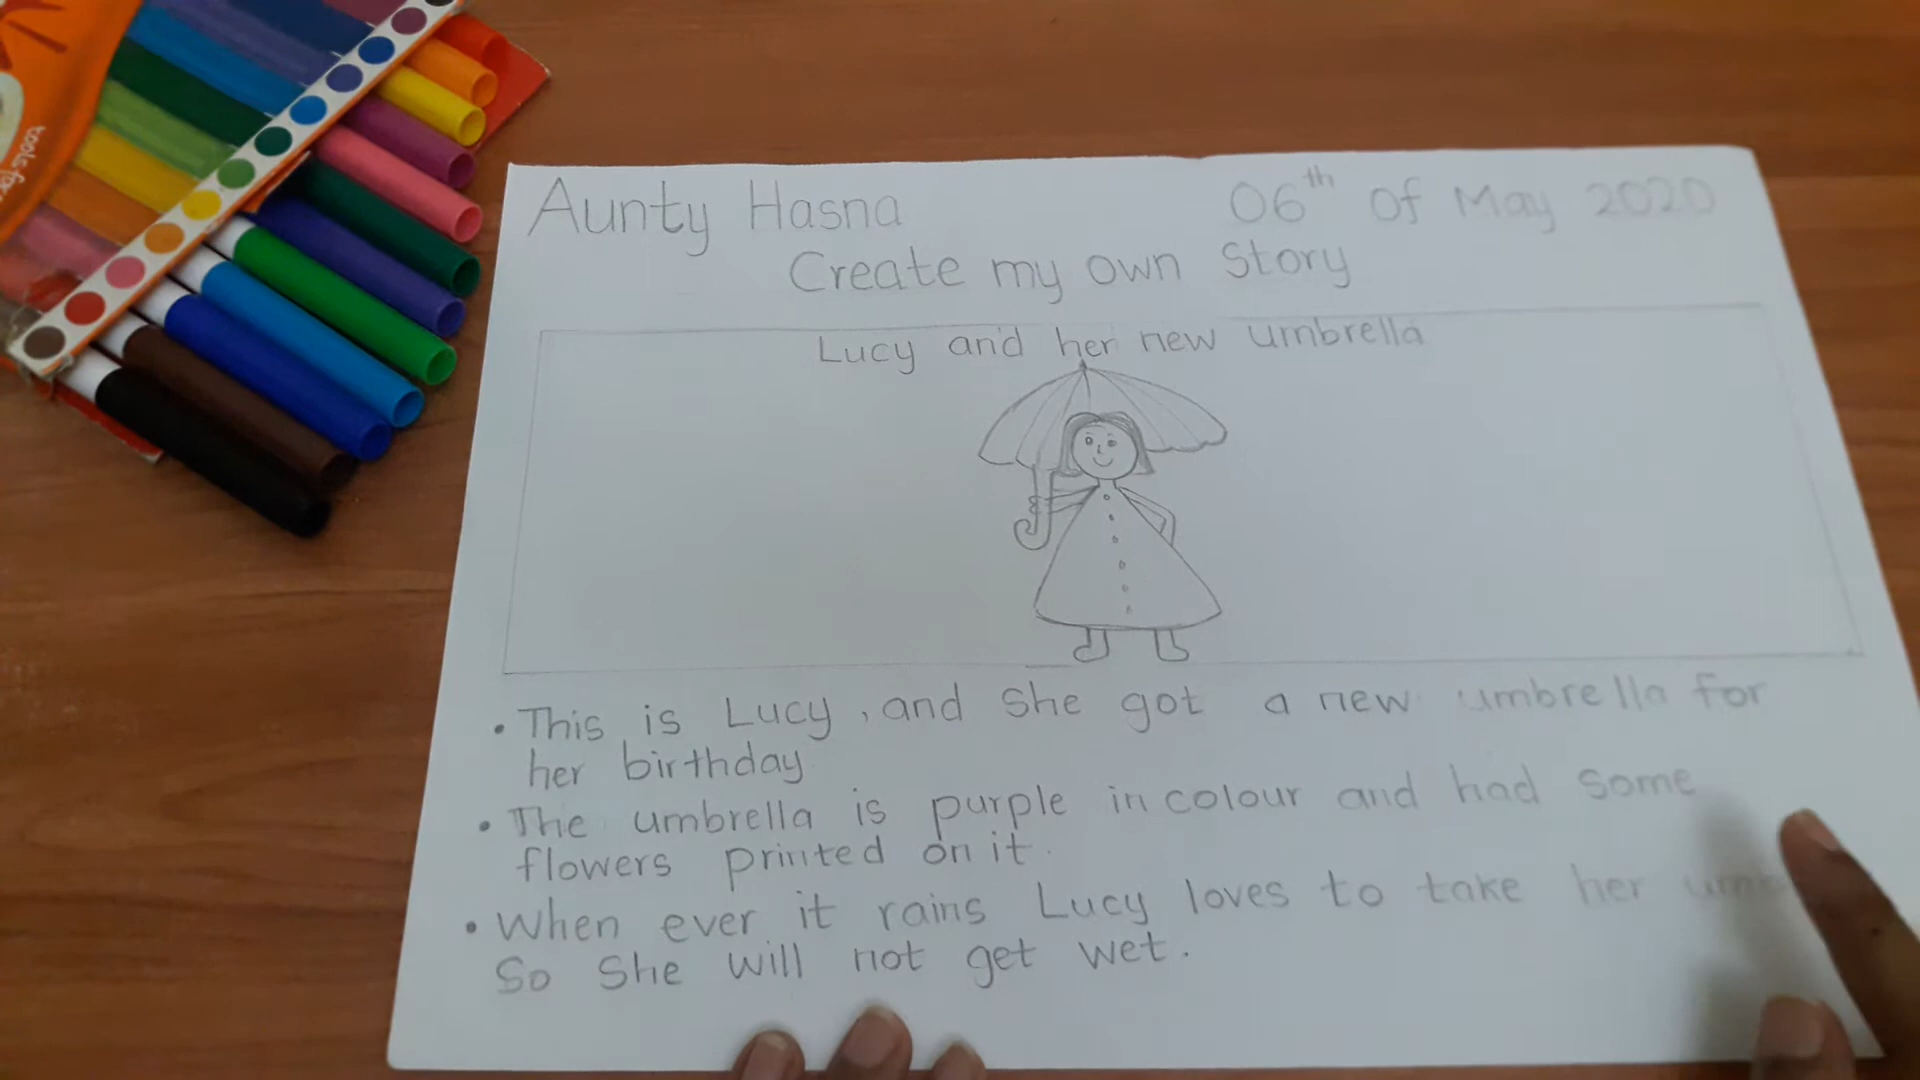 Aunty Hasna 06th of May 2020
Create my own Story
Lucy and her new umbrella
• This is Lucy, and she got a new umbrella for
her birthday
• The umbrella is purple in colour and had some
flowers printed on it.
• When ever it rains Lucy loves to take her
So She will not get wet.